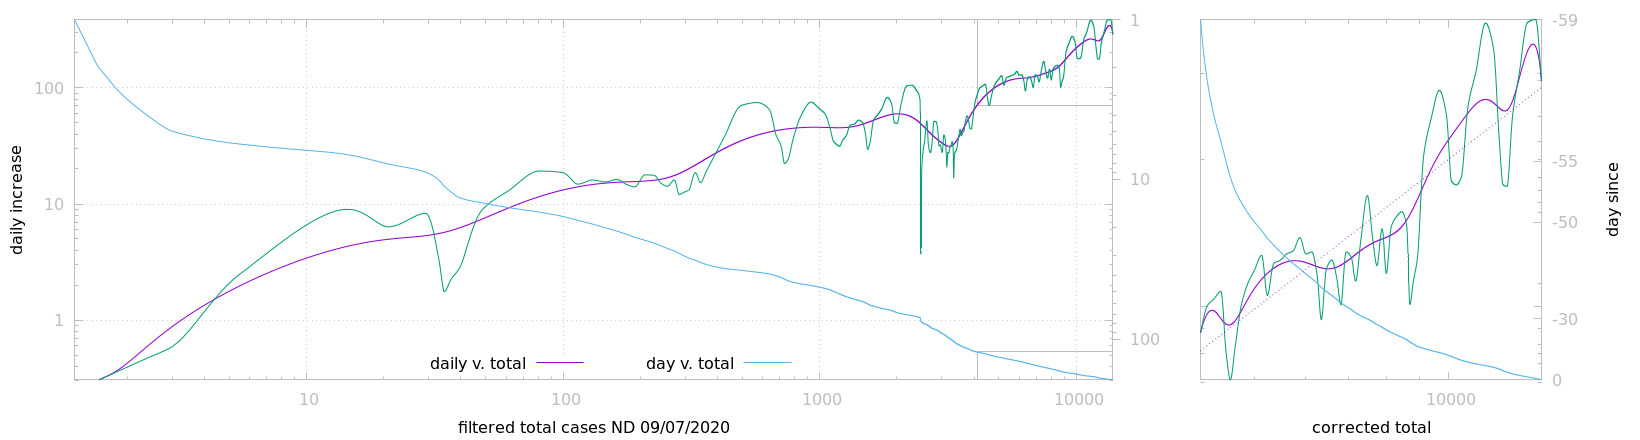 daily increase
100
10
1
10
100
1000
10000
1
10
100
daily v. total
day v. total
filtered total cases ND 09/07/2020
-59
-55
-50
-30
0
day since
10000
corrected total